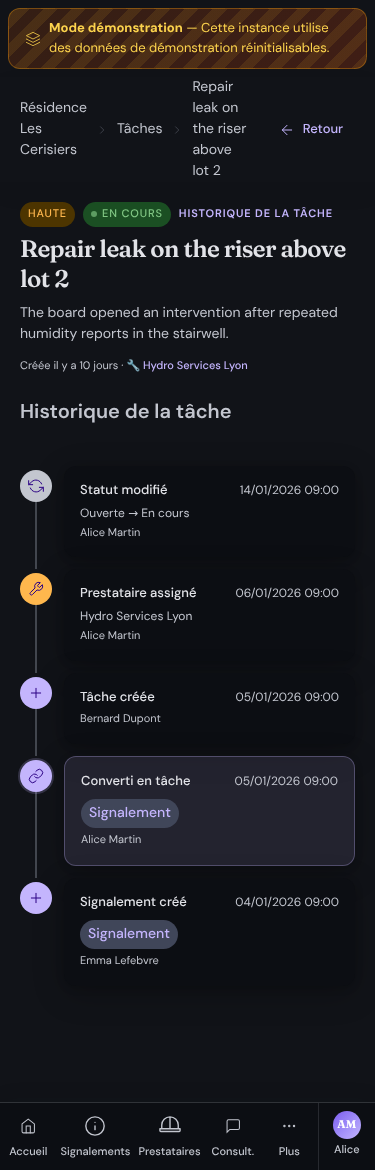 Mode démonstration — Cette instance utilise
des données de démonstration réinitialisables.
Résidence
Les
Cerisiers
Tâches
Repair
leak on
the riser
above
lot 2
Retour
HAUTE
EN COURS
HISTORIQUE DE LA TÂCHE
Repair leak on the riser above
lot 2
The board opened an intervention after repeated
humidity reports in the stairwell.
Créée il y a 10 jours · 🔧 Hydro Services Lyon
Historique de la tâche
Statut modifié 14/01/2026 09:00
Ouverte → En cours
Alice Martin
Prestataire assigné 06/01/2026 09:00
Hydro Services Lyon
Alice Martin
Tâche créée 05/01/2026 09:00
Bernard Dupont
Converti en tâche 05/01/2026 09:00
Signalement
Alice Martin
Signalement créé 04/01/2026 09:00
Signalement
Emma Lefebvre
AM
Accueil Signalements Prestataires Consult. Plus Alice